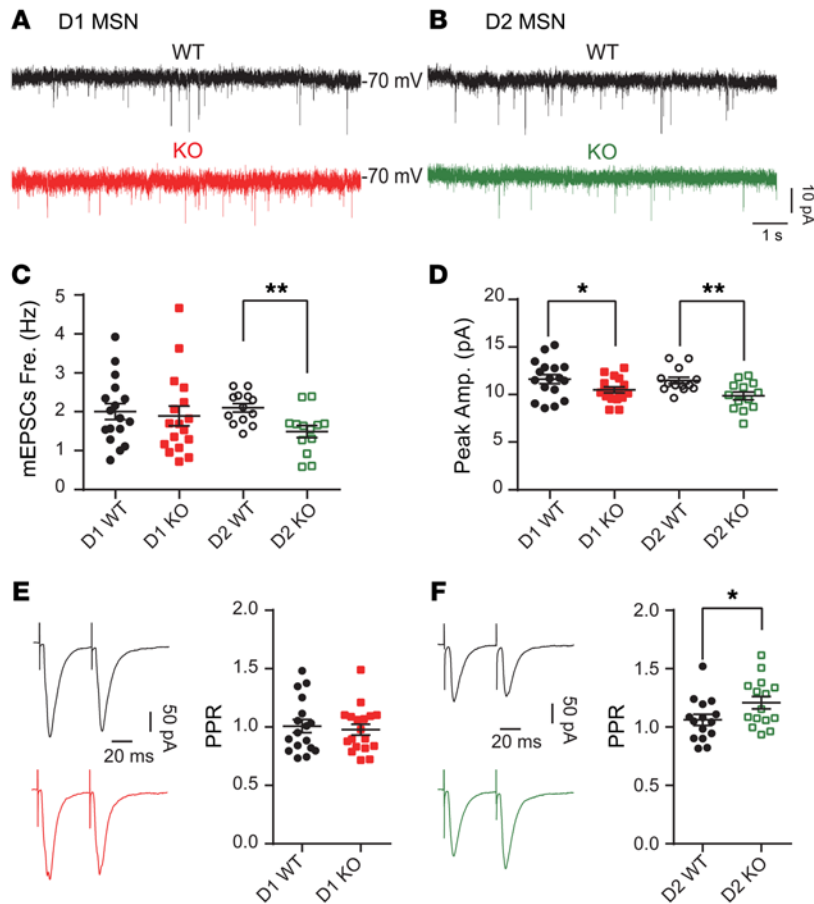 A D1 MSN
B D2 MSN
WT
WT
-70 mV
KO
KO
-70 mV
10 pA
1 s
C
**
mEPSCs Fre. (Hz)
5
4
3
2
1
0
D1 WT
D1 KO
D2 WT
D2 KO
D
*
**
Peak Amp. (pA)
20
15
10
5
0
D1 WT
D1 KO
D2 WT
D2 KO
E
50 pA
20 ms
PPR
2.0
1.5
1.0
0.5
0.0
D1 WT
D1 KO
F
*
50 pA
20 ms
PPR
2.0
1.5
1.0
0.5
0.0
D2 WT
D2 KO